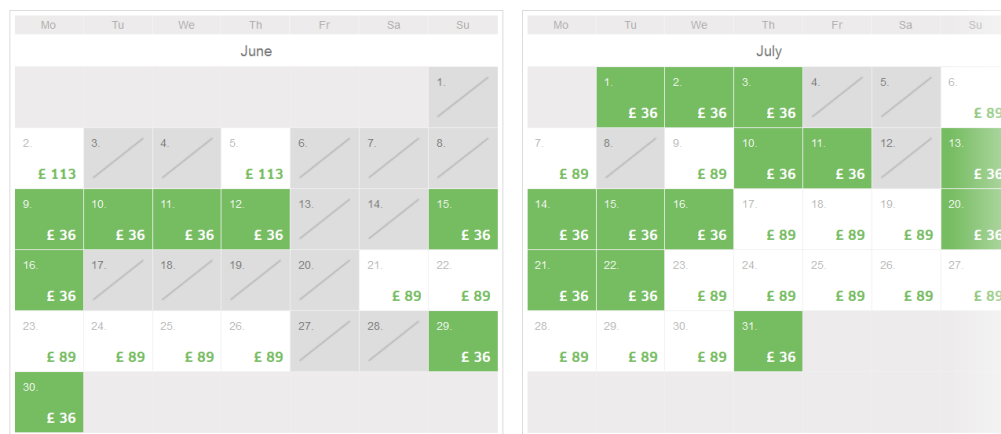 Mo Tu We Th Fr Sa Su
June
1.
2. 3. 4. 5. 6. 7. 8.
£ 113 £ 113
9. 10. 11. 12. 13. 14. 15.
£ 36 £ 36 £ 36 £ 36 £ 36
16. 17. 18. 19. 20. 21. 22.
£ 36 £ 89 £ 89
23. 24. 25. 26. 27. 28. 29.
£ 89 £ 89 £ 89 £ 89 £ 36
30.
£ 36
Mo Tu We Th Fr Sa Su
July
1. 2. 3. 4. 5. 6.
£ 36 £ 36 £ 36 £ 89
7. 8. 9. 10. 11. 12. 13.
£ 89 £ 89 £ 36 £ 36 £ 36
14. 15. 16. 17. 18. 19. 20.
£ 36 £ 36 £ 36 £ 89 £ 89 £ 89 £ 36
21. 22. 23. 24. 25. 26. 27.
£ 36 £ 36 £ 89 £ 89 £ 89 £ 89 £ 89
28. 29. 30. 31.
£ 89 £ 89 £ 89 £ 36